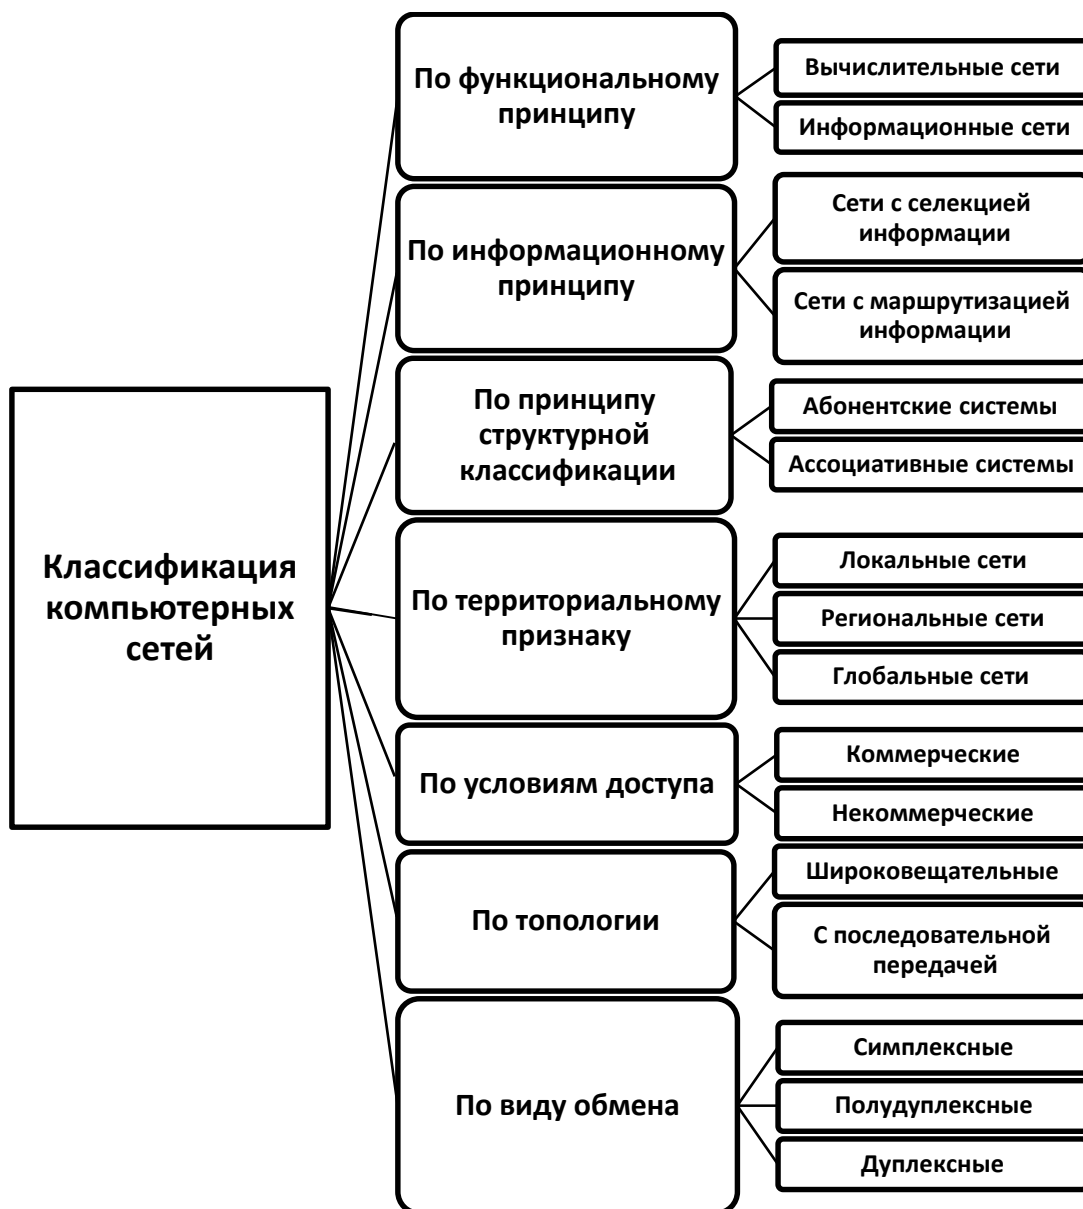 Классификация
компьютерных
сетей
По функциональному
принципу
Вычислительные сети
Информационные сети
По информационному
принципу
Сети с селекцией
информации
Сети с маршрутизацией
информации
По принципу
структурной
классификации
Абонентские системы
Ассоциативные системы
По территориальному
признаку
Локальные сети
Региональные сети
Глобальные сети
По условиям доступа
Коммерческие
Некоммерческие
По топологии
Широковещательные
С последовательной
передачей
По виду обмена
Симплексные
Полудуплексные
Дуплексные